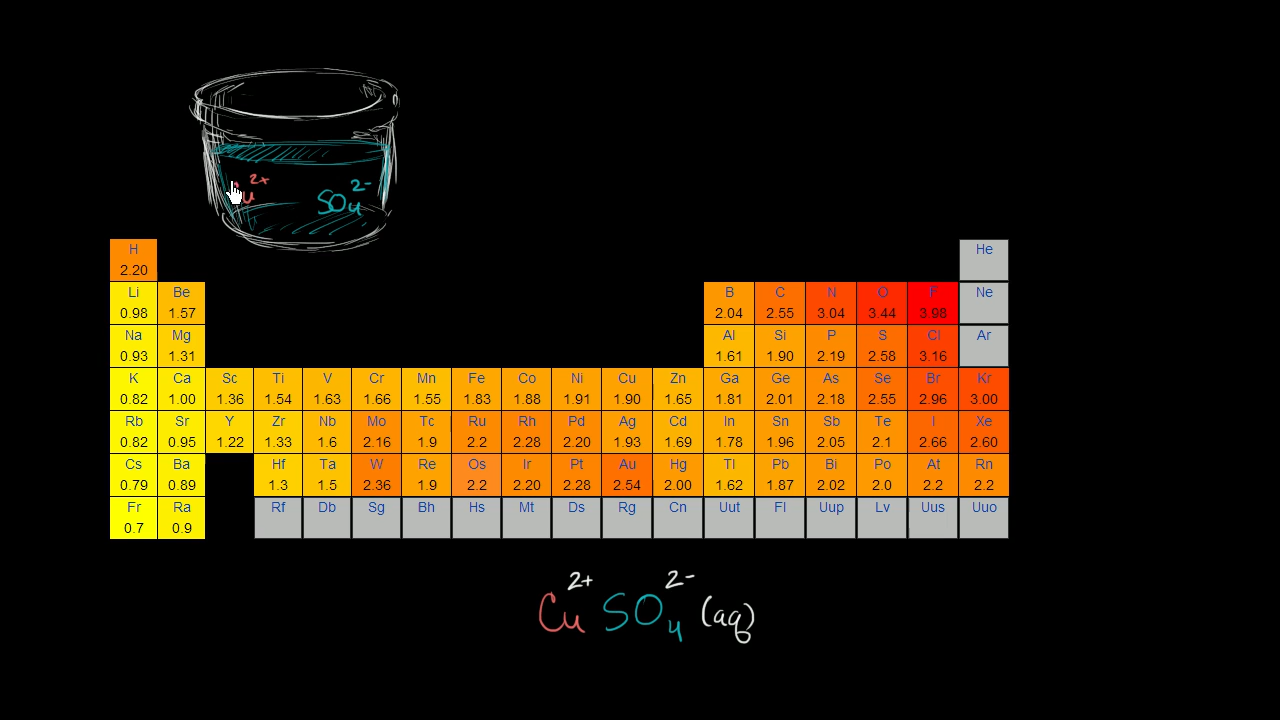 Cu 2+ SO4 2-
H He
2.20
Li Be B C N O F Ne
0.98 1.57 2.04 2.55 3.04 3.44 3.98
Na Mg Al Si P S Cl Ar
0.93 1.31 1.61 1.90 2.19 2.58 3.16
K Ca Sc Ti V Cr Mn Fe Co Ni Cu Zn Ga Ge As Se Br Kr
0.82 1.00 1.36 1.54 1.63 1.66 1.55 1.83 1.88 1.91 1.90 1.65 1.81 2.01 2.18 2.55 2.96 3.00
Rb Sr Y Zr Nb Mo Tc Ru Rh Pd Ag Cd In Sn Sb Te I Xe
0.82 0.95 1.22 1.33 1.6 2.16 1.9 2.2 2.28 2.20 1.93 1.69 1.78 1.96 2.05 2.1 2.66 2.60
Cs Ba Hf Ta W Re Os Ir Pt Au Hg Tl Pb Bi Po At Rn
0.79 0.89 1.3 1.5 2.36 1.9 2.2 2.20 2.28 2.54 2.00 1.62 1.87 2.02 2.0 2.2 2.2
Fr Ra Rf Db Sg Bh Hs Mt Ds Rg Cn Uut Fl Uup Lv Uus Uuo
0.7 0.9
Cu 2+ SO4 2- (aq)